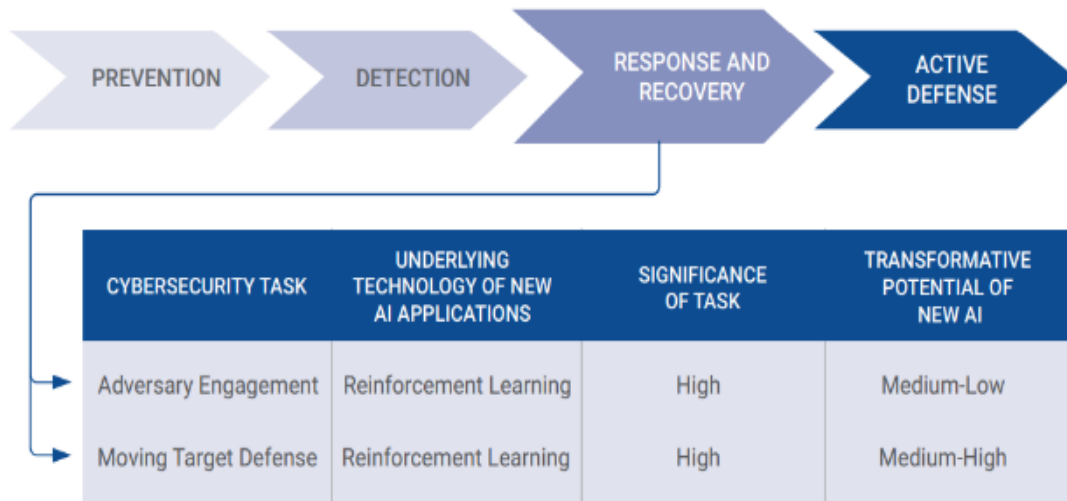 PREVENTION
DETECTION
RESPONSE AND
RECOVERY
ACTIVE
DEFENSE
CYBERSECURITY TASK
UNDERLYING
TECHNOLOGY OF NEW
AI APPLICATIONS
SIGNIFICANCE
OF TASK
TRANSFORMATIVE
POTENTIAL OF
NEW AI
Adversary Engagement
Reinforcement Learning
High
Medium-Low
Moving Target Defense
Reinforcement Learning
High
Medium-High